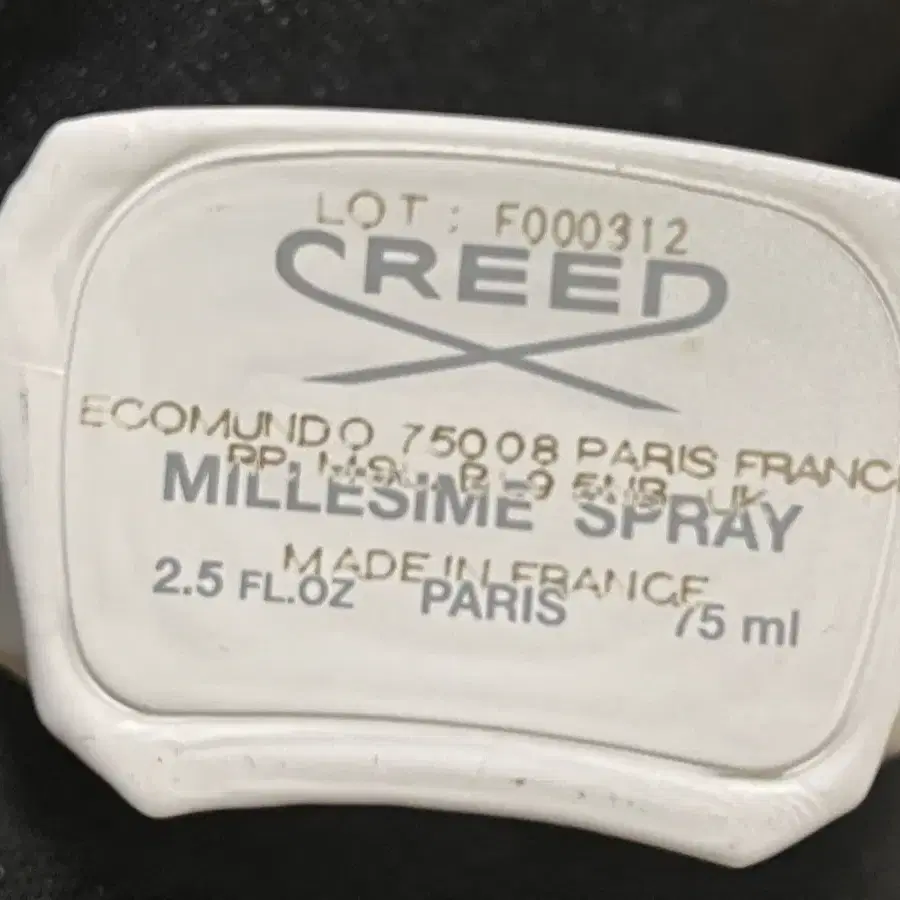 LOT : F000312
CREED
ECOMUNDO 75008 PARIS FRANC
MILLESIME SPRAY
MADE IN FRANCE
2.5 FL.OZ PARIS 75 ml